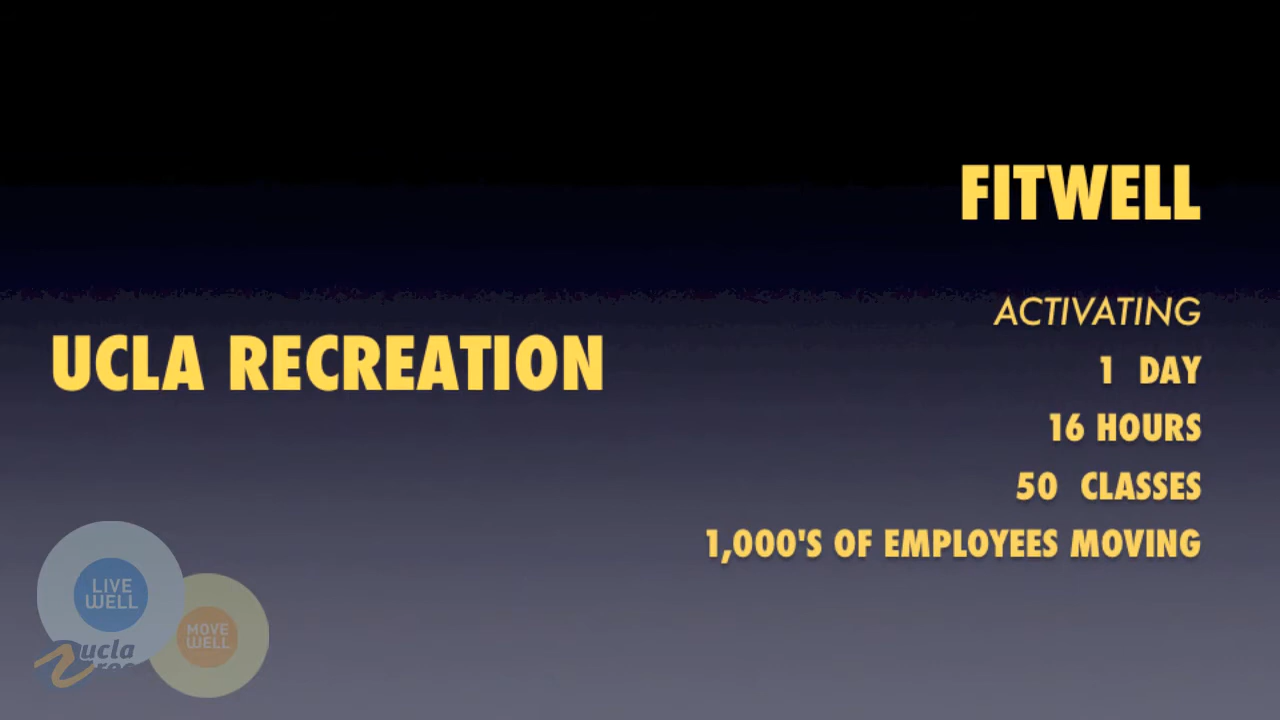 FITWELL
ACTIVATING
UCLA RECREATION
1 DAY
16 HOURS
50 CLASSES
1,000'S OF EMPLOYEES MOVING
LIVE
WELL
MOVE
WELL
ucla